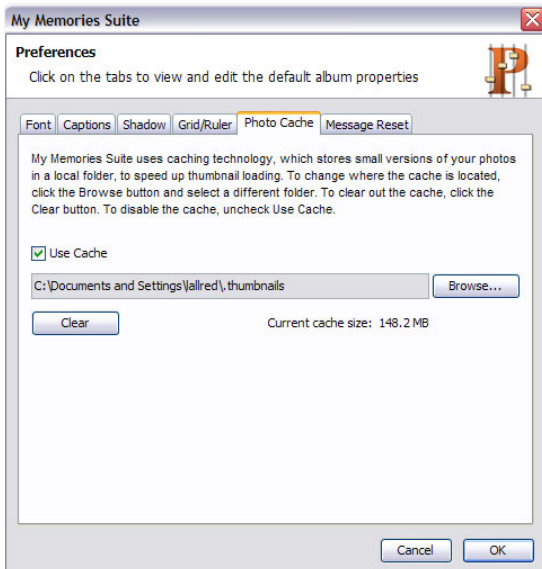 My Memories Suite
Preferences
Click on the tabs to view and edit the default album properties
Font Captions Shadow Grid/Ruler Photo Cache Message Reset
My Memories Suite uses caching technology, which stores small versions of your photos
in a local folder, to speed up thumbnail loading. To change where the cache is located,
click the Browse button and select a different folder. To clear out the cache, click the
Clear button. To disable the cache, uncheck Use Cache.
Use Cache
C:\Documents and Settings\lallred\.thumbnails Browse...
Clear Current cache size: 148.2 MB
Cancel OK